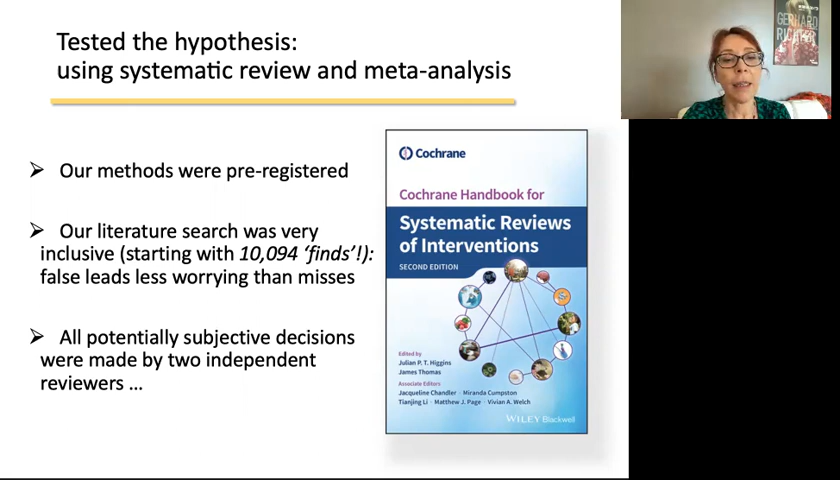 Tested the hypothesis:
using systematic review and meta-analysis
➢ Our methods were pre-registered
➢ Our literature search was very
inclusive (starting with 10,094 ‘finds’!):
false leads less worrying than misses
➢ All potentially subjective decisions
were made by two independent
reviewers …
Cochrane
Cochrane Handbook for
Systematic Reviews
of Interventions
SECOND EDITION
Edited by
Julian P. T. Higgins
James Thomas
Associate Editors
Jacqueline Chandler · Miranda Cumpston
Tianjing Li · Matthew J. Page · Vivian A. Welch
WILEY Blackwell
GERHARD
RICHTER